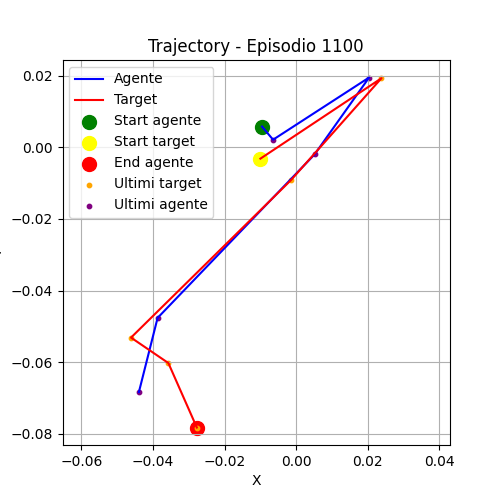 Trajectory - Episodio 1100
Agente
Target
Start agente
Start target
End agente
Ultimi target
Ultimi agente
0.02
0.00
−0.02
−0.04
−0.06
−0.08
−0.06
−0.04
−0.02
0.00
0.02
0.04
X